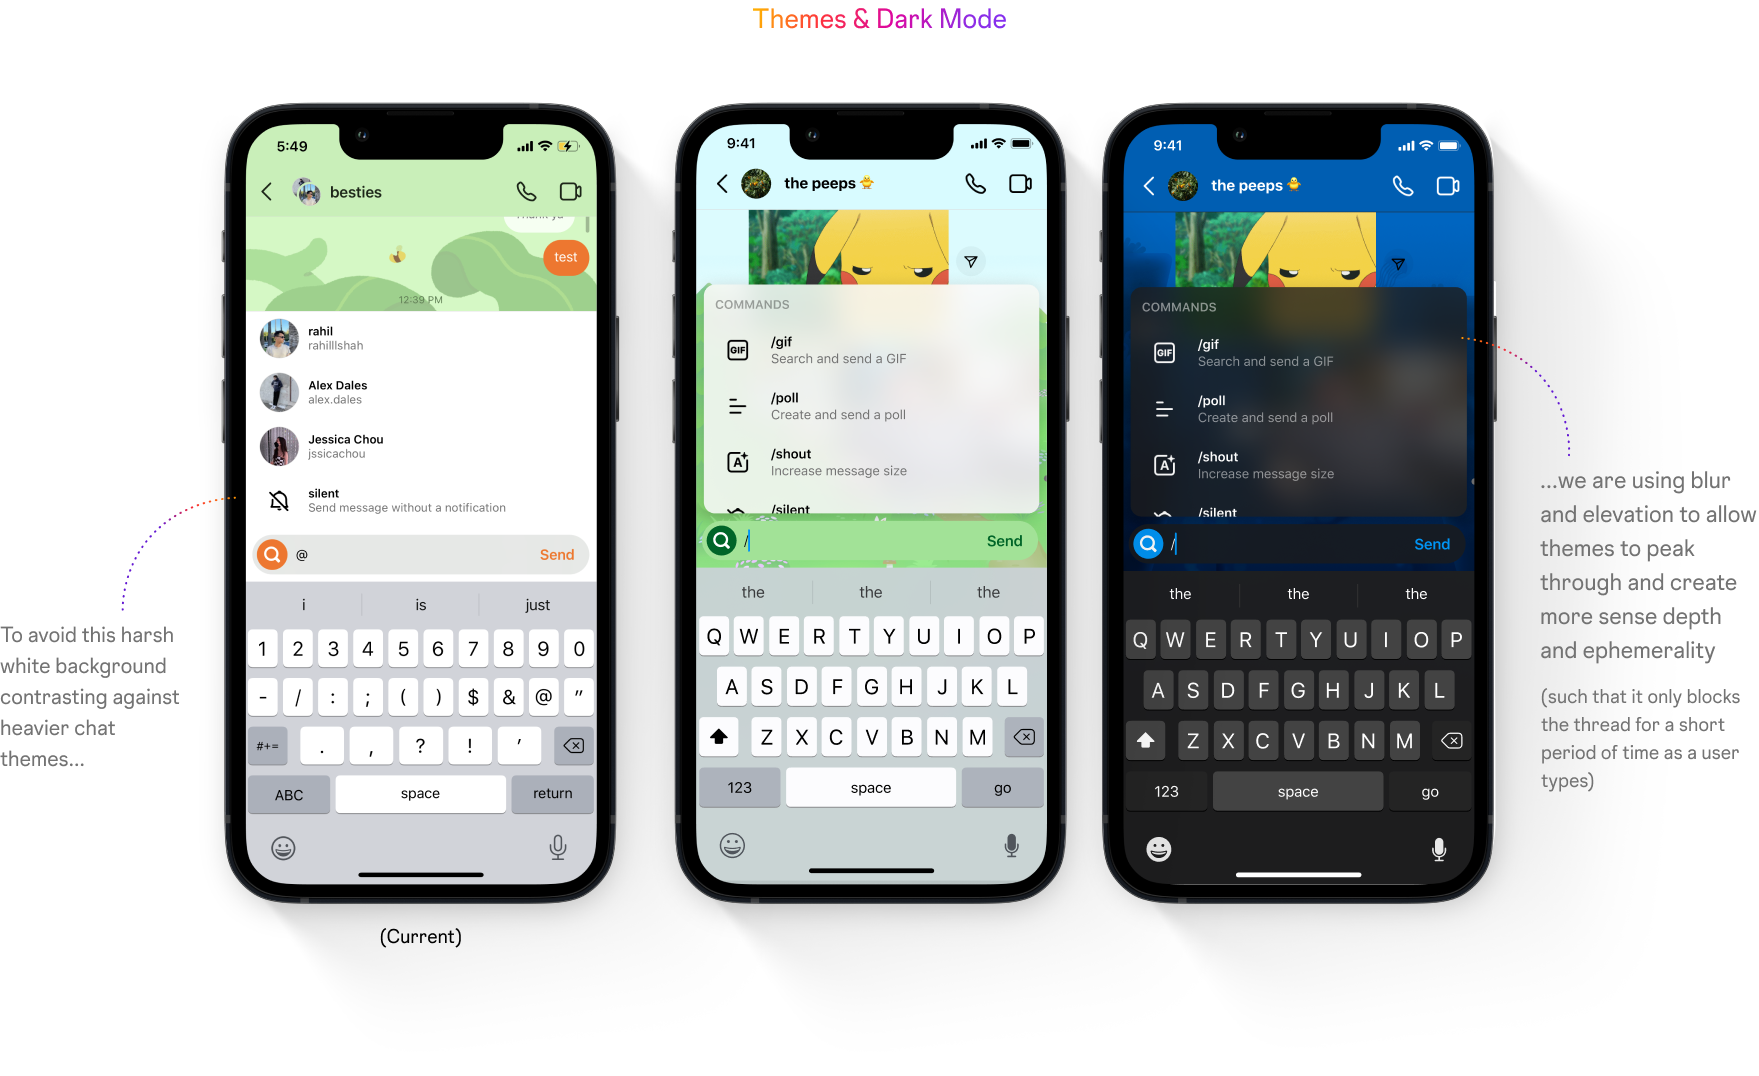 Themes & Dark Mode
5:49
besties
Thank ya
test
12:39 PM
rahil
rahilllshah
Alex Dales
alex.dales
Jessica Chou
jssicachou
silent
Send message without a notification
@
Send
i is just
1 2 3 4 5 6 7 8 9 0
- / : ; ( ) $ & @ "
#+= . , ? ! '
ABC space return
(Current)
To avoid this harsh
white background
contrasting against
heavier chat
themes...
9:41
the peeps
COMMANDS
GIF
/gif
Search and send a GIF
/poll
Create and send a poll
A
/shout
Increase message size
/silent
/
Send
the the the
Q W E R T Y U I O P
A S D F G H J K L
Z X C V B N M
123 space go
9:41
the peeps
COMMANDS
GIF
/gif
Search and send a GIF
/poll
Create and send a poll
A
/shout
Increase message size
/silent
/
Send
the the the
Q W E R T Y U I O P
A S D F G H J K L
Z X C V B N M
123 space go
...we are using blur
and elevation to allow
themes to peak
through and create
more sense depth
and ephemerality
(such that it only blocks
the thread for a short
period of time as a user
types)